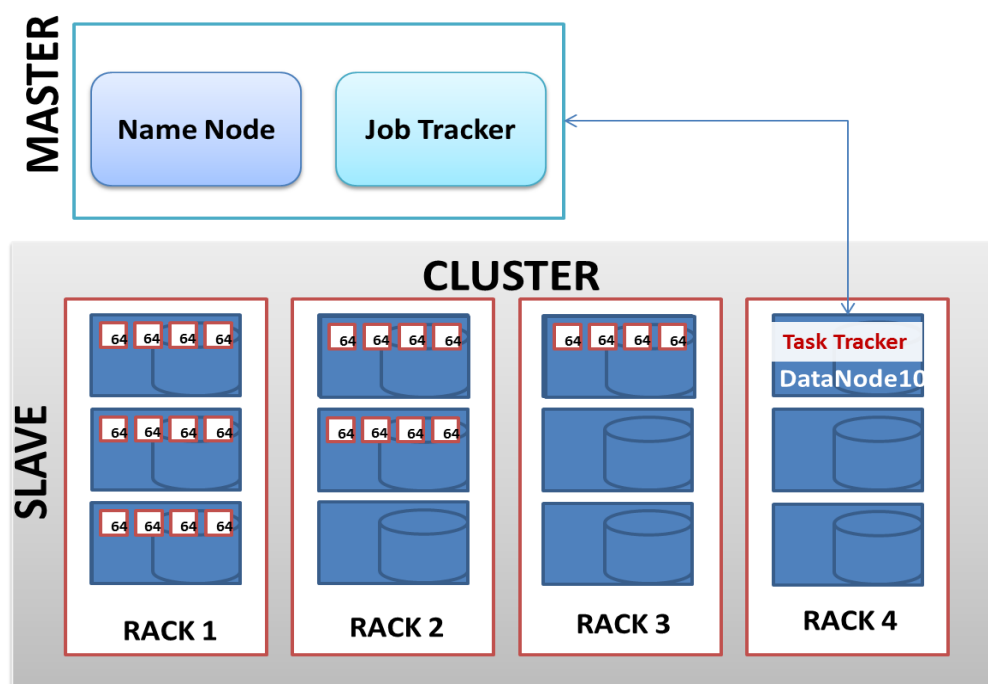 MASTER
Name Node
Job Tracker
CLUSTER
SLAVE
64 64 64 64
64 64 64 64
64 64 64 64
RACK 1
64 64 64 64
64 64 64 64
RACK 2
64 64 64 64
RACK 3
Task Tracker
DataNode10
RACK 4